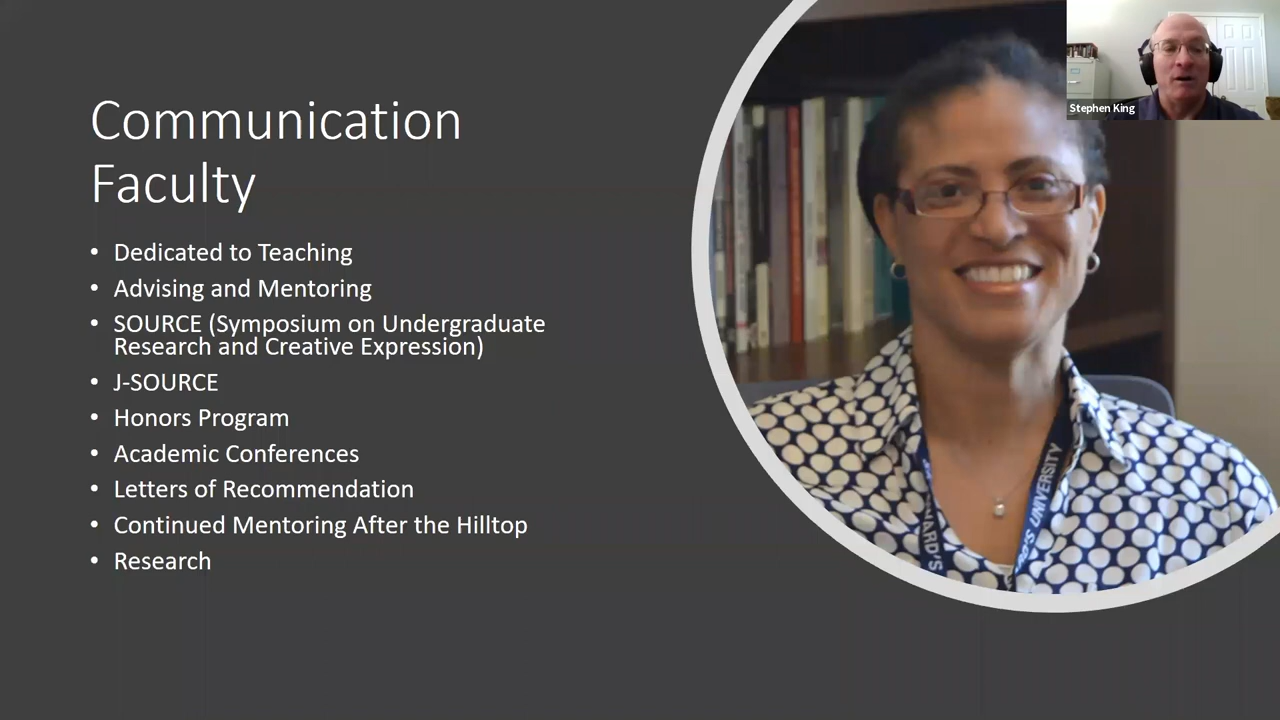 Communication
Faculty
• Dedicated to Teaching
• Advising and Mentoring
• SOURCE (Symposium on Undergraduate
Research and Creative Expression)
• J-SOURCE
• Honors Program
• Academic Conferences
• Letters of Recommendation
• Continued Mentoring After the Hilltop
• Research
Stephen King
UNIVERSITY